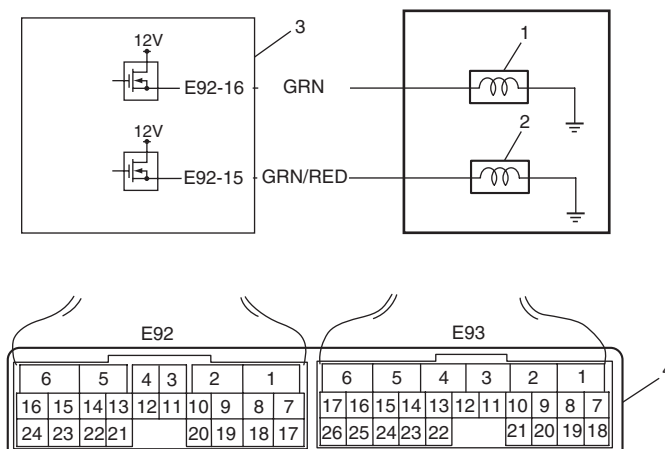 3
1
12V
E92-16 GRN
2
12V
E92-15 GRN/RED
E92 E93
4
6 5 4 3 2 1 6 5 4 3 2 1
16 15 14 13 12 11 10 9 8 7 17 16 15 14 13 12 11 10 9 8 7
24 23 22 21 20 19 18 17 26 25 24 23 22 21 20 19 18